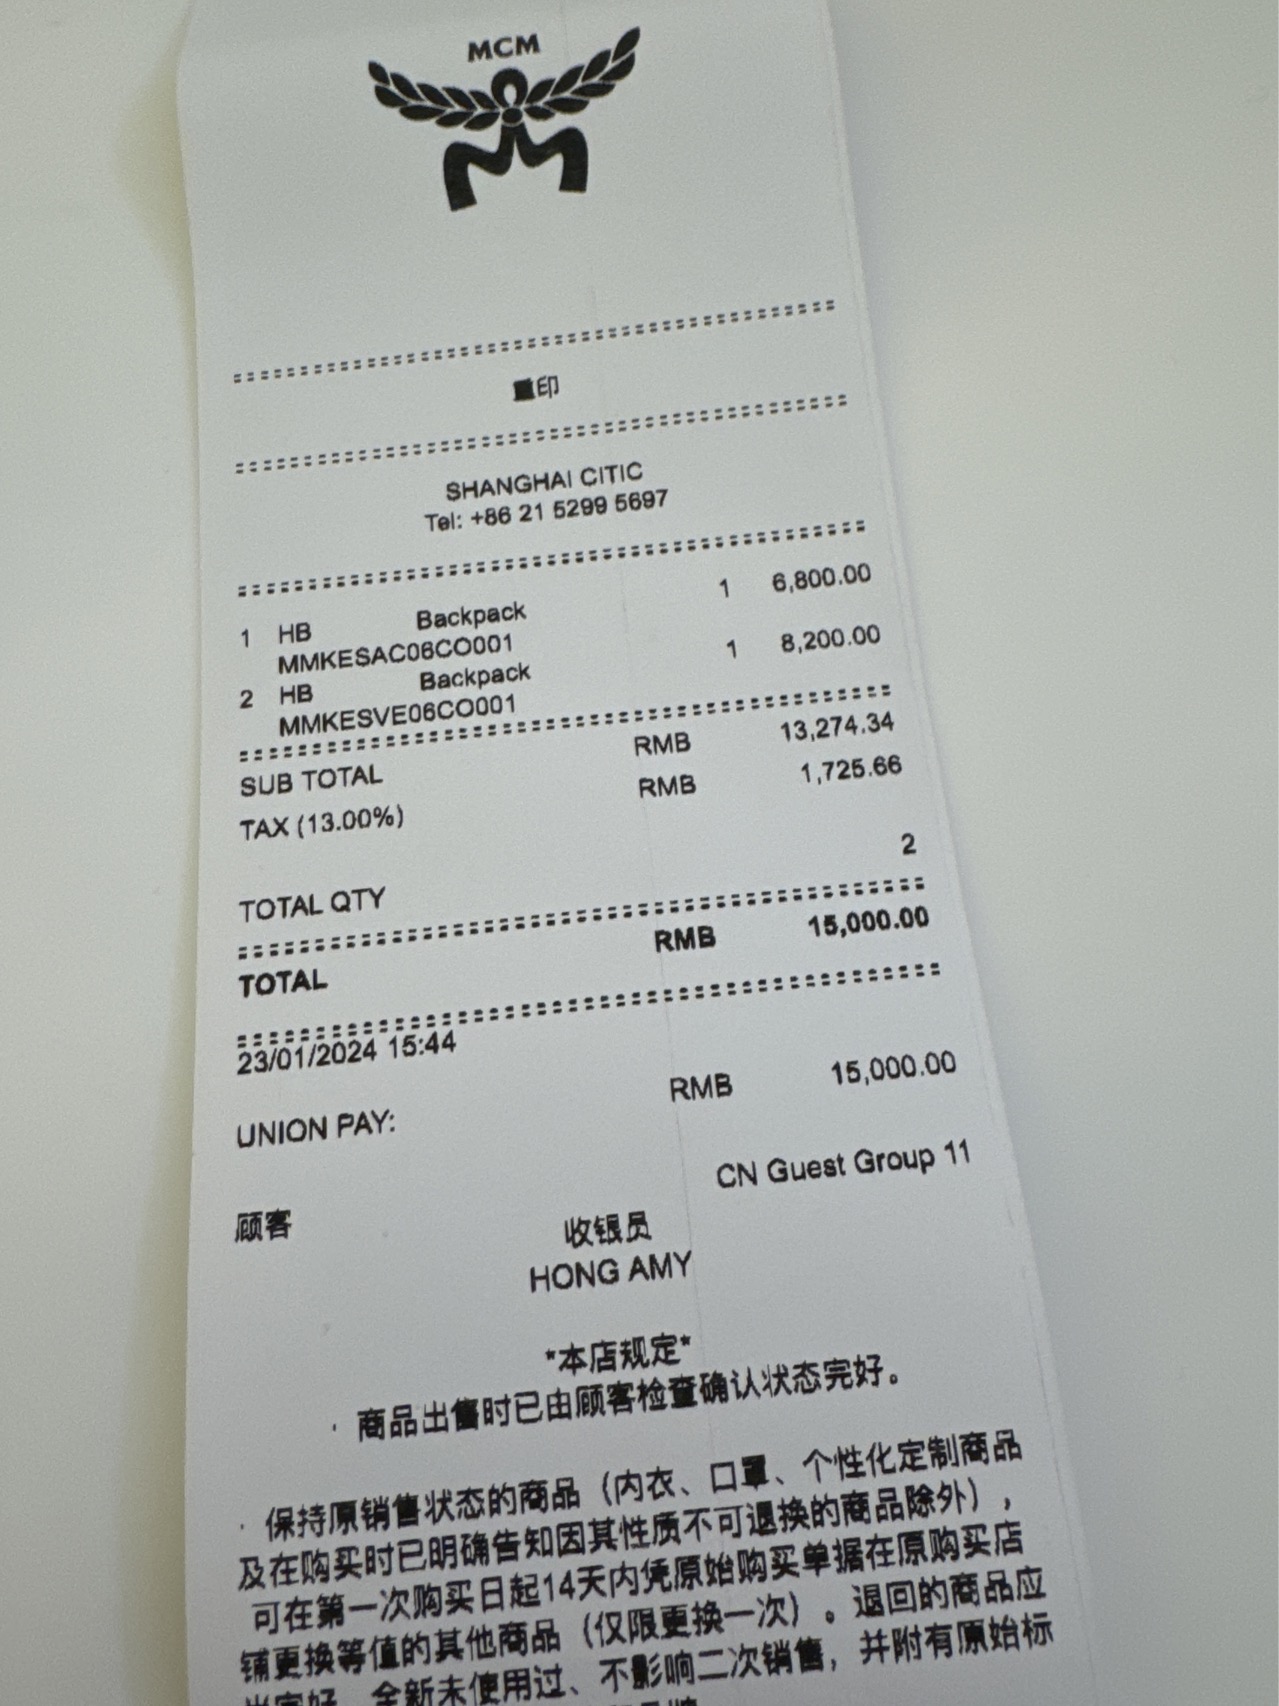 MCM
重印
SHANGHAI CITIC
Tel: +86 21 5299 5697
1 HB Backpack 1 6,800.00
MMKESAC06CO001
2 HB Backpack 1 8,200.00
MMKESVE06CO001
SUB TOTAL RMB 13,274.34
TAX (13.00%) RMB 1,725.66
TOTAL QTY 2
TOTAL RMB 15,000.00
23/01/2024 15:44
UNION PAY: RMB 15,000.00
CN Guest Group 11
顾客
收银员
HONG AMY
*本店规定*
· 商品出售时已由顾客检查确认状态完好。
· 保持原销售状态的商品（内衣、口罩、个性化定制商品
及在购买时已明确告知因其性质不可退换的商品除外），
可在第一次购买日起14天内凭原始购买单据在原购买店
铺更换等值的其他商品（仅限更换一次）。退回的商品应
当完好、全新未使用过、不影响二次销售，并附有原始标